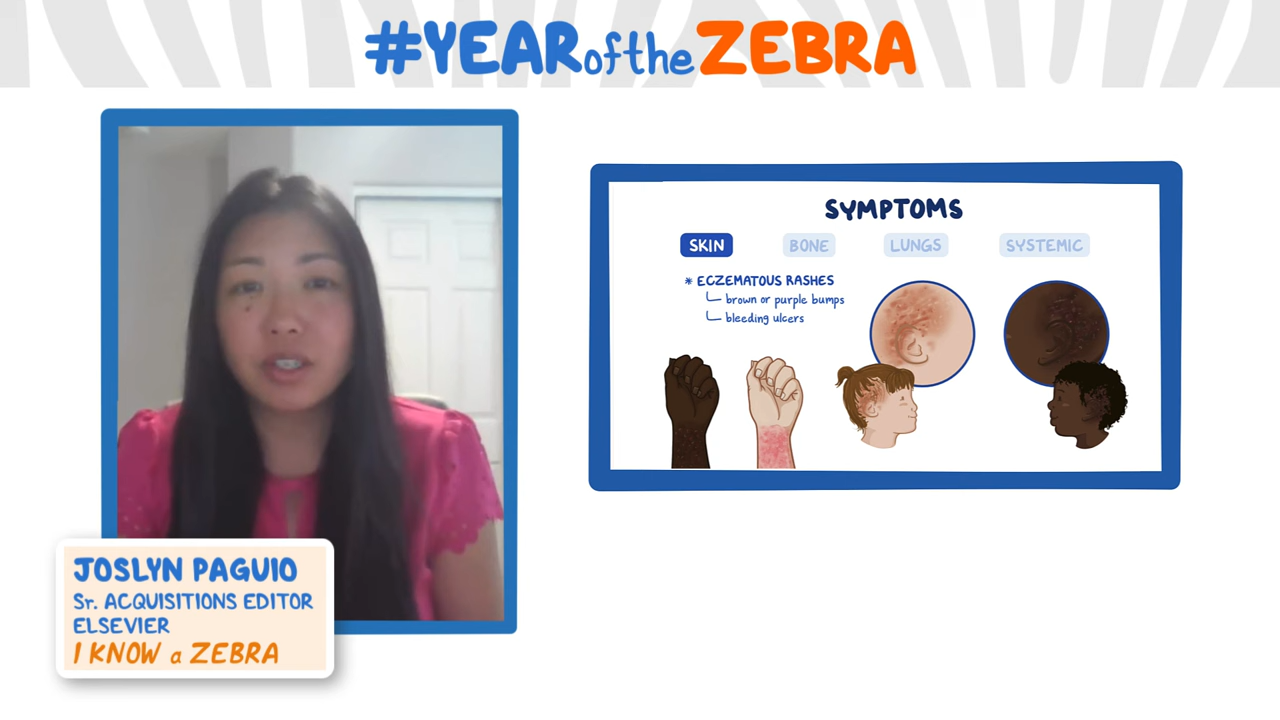 #YEARoftheZEBRA
SYMPTOMS
SKIN BONE LUNGS SYSTEMIC
* ECZEMATOUS RASHES
brown or purple bumps
bleeding ulcers
JOSLYN PAGUIO
Sr. ACQUISITIONS EDITOR
ELSEVIER
I KNOW a ZEBRA